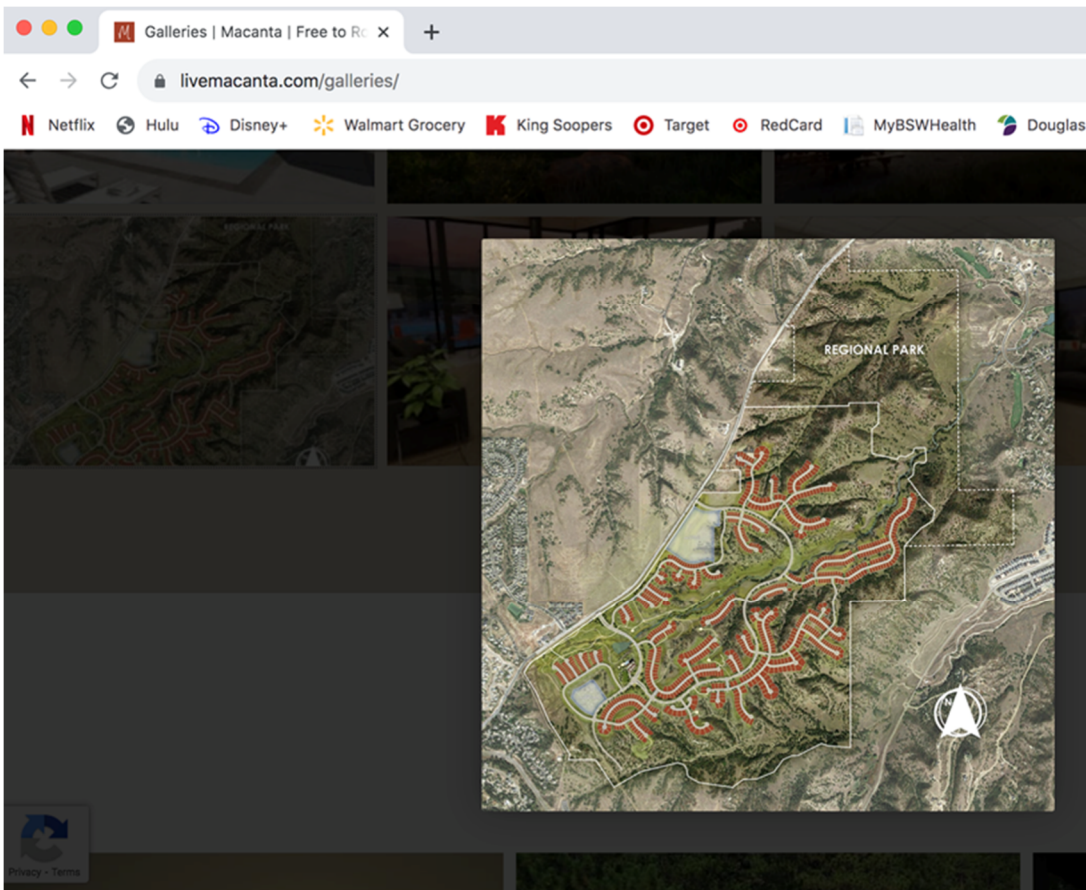 Galleries | Macanta | Free to Ro
livemacanta.com/galleries/
Netflix Hulu Disney+ Walmart Grocery King Soopers Target RedCard MyBSWHealth Douglas
REGIONAL PARK
REGIONAL PARK
N
Privacy - Terms